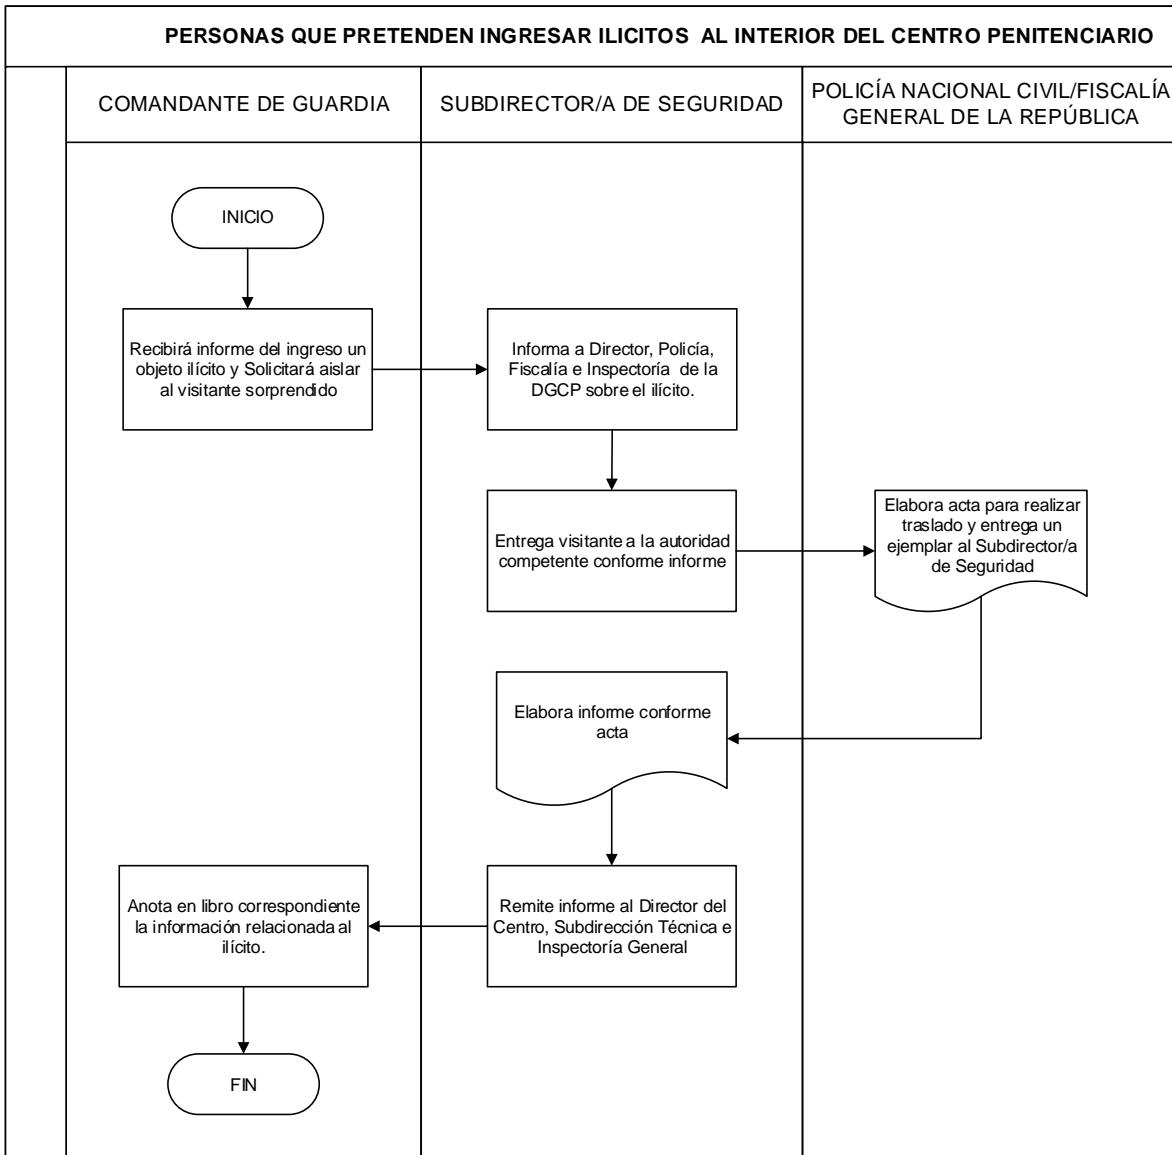 PERSONAS QUE PRETENDEN INGRESAR ILICITOS AL INTERIOR DEL CENTRO PENITENCIARIO
COMANDANTE DE GUARDIA
SUBDIRECTOR/A DE SEGURIDAD
POLICÍA NACIONAL CIVIL/FISCALÍA
GENERAL DE LA REPÚBLICA
INICIO
Recibirá informe del ingreso un
objeto ilícito y Solicitará aislar
al visitante sorprendido
Informa a Director, Policía,
Fiscalía e Inspectoría de la
DGCP sobre el ilícito.
Entrega visitante a la autoridad
competente conforme informe
Elabora acta para realizar
traslado y entrega un
ejemplar al Subdirector/a
de Seguridad
Elabora informe conforme
acta
Remite informe al Director del
Centro, Subdirección Técnica e
Inspectoría General
Anota en libro correspondiente
la información relacionada al
ilícito.
FIN